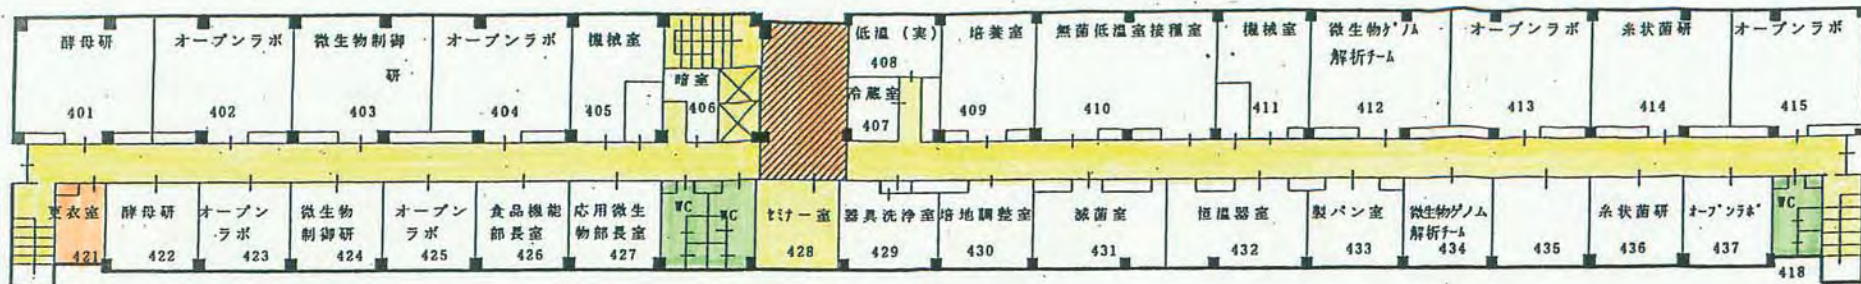 酵母研
401
オープンラボ
402
微生物制御
研
403
オープンラボ
404
機械室
405
暗室
406
低温（実）
408
冷蔵室
407
培養室
409
無菌低温室接種室
410
機械室
411
微生物ゲノム
解析チーム
412
オープンラボ
413
糸状菌研
414
オープンラボ
415
更衣室
421
酵母研
422
オープン
ラボ
423
微生物
制御研
424
オープン
ラボ
425
食品機能
部長室
426
応用微生
物部長室
427
WC
WC
セミナー室
428
器具洗浄室
429
培地調整室
430
滅菌室
431
恒温器室
432
製パン室
433
微生物ゲノム
解析チーム
434
435
糸状菌研
436
オープンラボ
437
WC
418